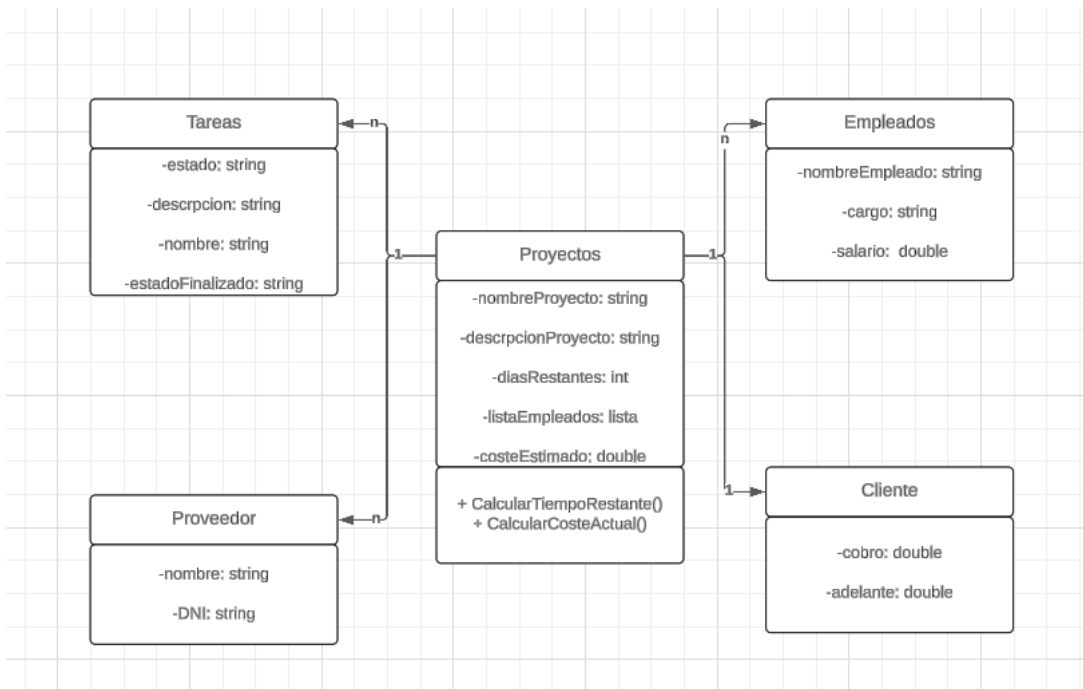 Tareas
-estado: string
-descrpcion: string
-nombre: string
-estadoFinalizado: string
n
1
Proveedor
-nombre: string
-DNI: string
n
Proyectos
-nombreProyecto: string
-descrpcionProyecto: string
-diasRestantes: int
-listaEmpleados: lista
-costeEstimado: double
+ CalcularTiempoRestante()
+ CalcularCosteActual()
1
n
Empleados
-nombreEmpleado: string
-cargo: string
-salario: double
1
Cliente
-cobro: double
-adelante: double